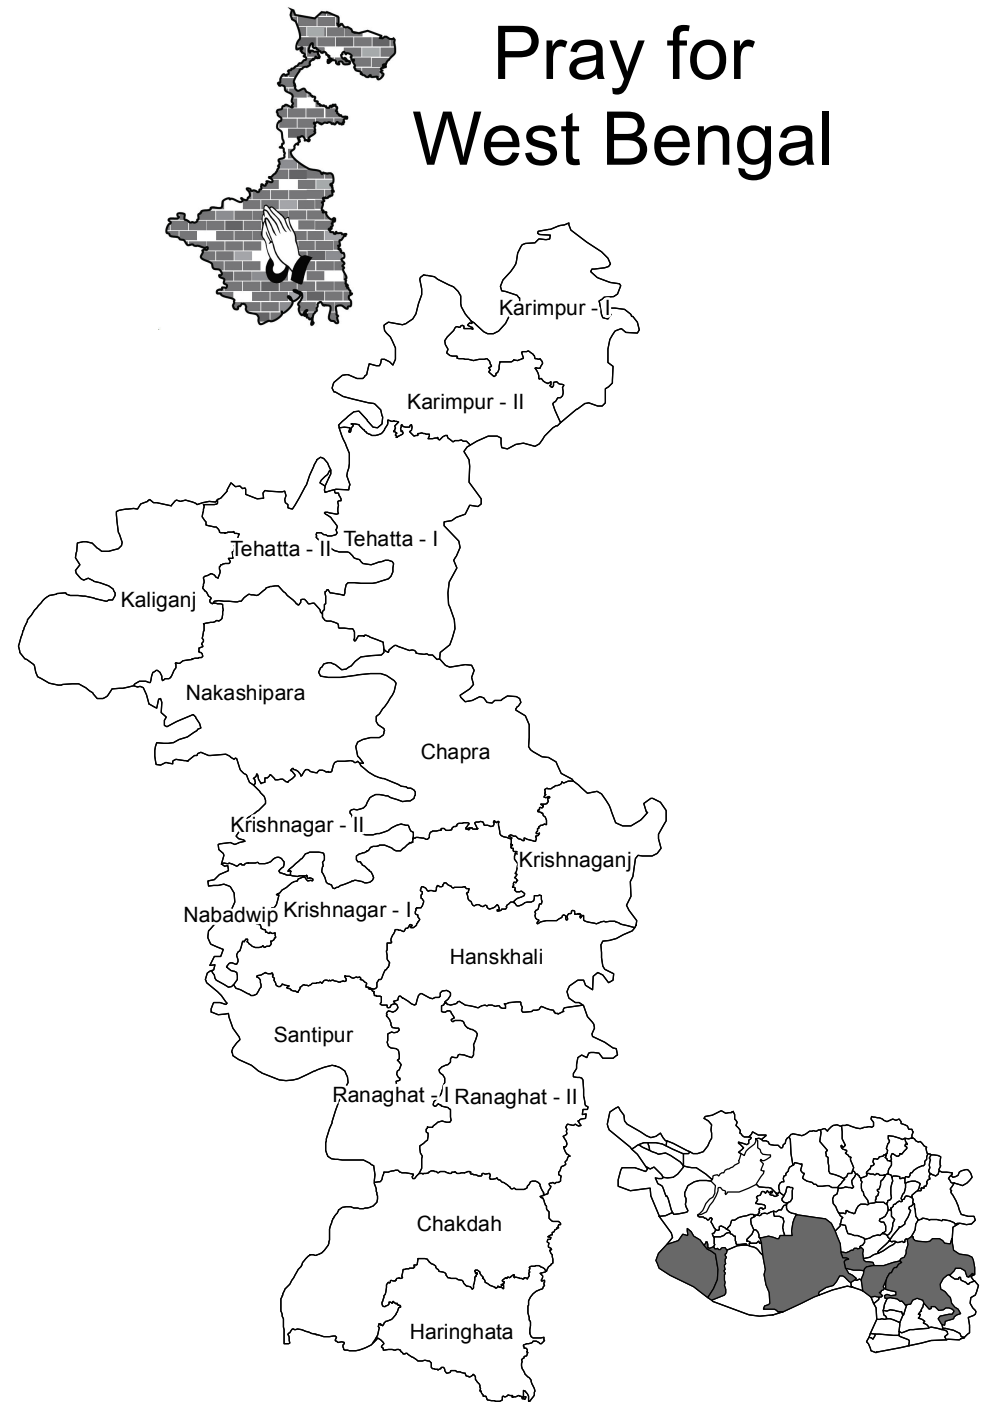 Pray for
West Bengal
Karimpur - I
Karimpur - II
Tehatta - I
Tehatta - II
Kaliganj
Nakashipara
Chapra
Krishnagar - II
Krishnaganj
Nabadwip
Krishnagar - I
Hanskhali
Santipur
Ranaghat - I
Ranaghat - II
Chakdah
Haringhata